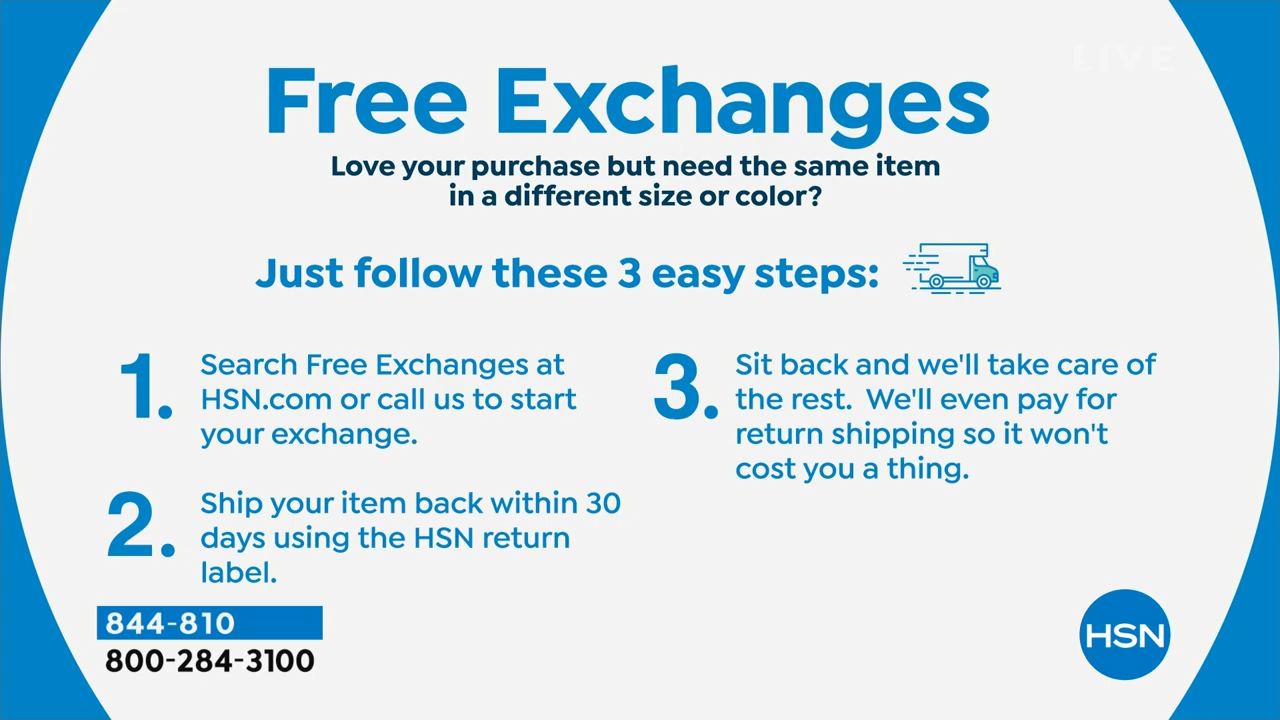 LIVE
Free Exchanges
Love your purchase but need the same item
in a different size or color?
Just follow these 3 easy steps:
1. Search Free Exchanges at
HSN.com or call us to start
your exchange.
2. Ship your item back within 30
days using the HSN return
label.
3. Sit back and we'll take care of
the rest.  We'll even pay for
return shipping so it won't
cost you a thing.
844-810
800-284-3100
HSN